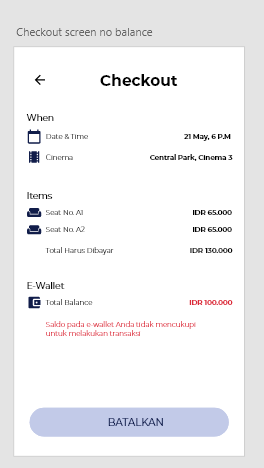 Checkout screen no balance
Checkout
When
Date & Time 21 May, 6 P.M
Cinema Central Park, Cinema 3
Items
Seat No. A1 IDR 65.000
Seat No. A2 IDR 65.000
Total Harus Dibayar IDR 130.000
E-Wallet
Total Balance IDR 100.000
Saldo pada e-wallet Anda tidak mencukupi
untuk melakukan transaksi
BATALKAN